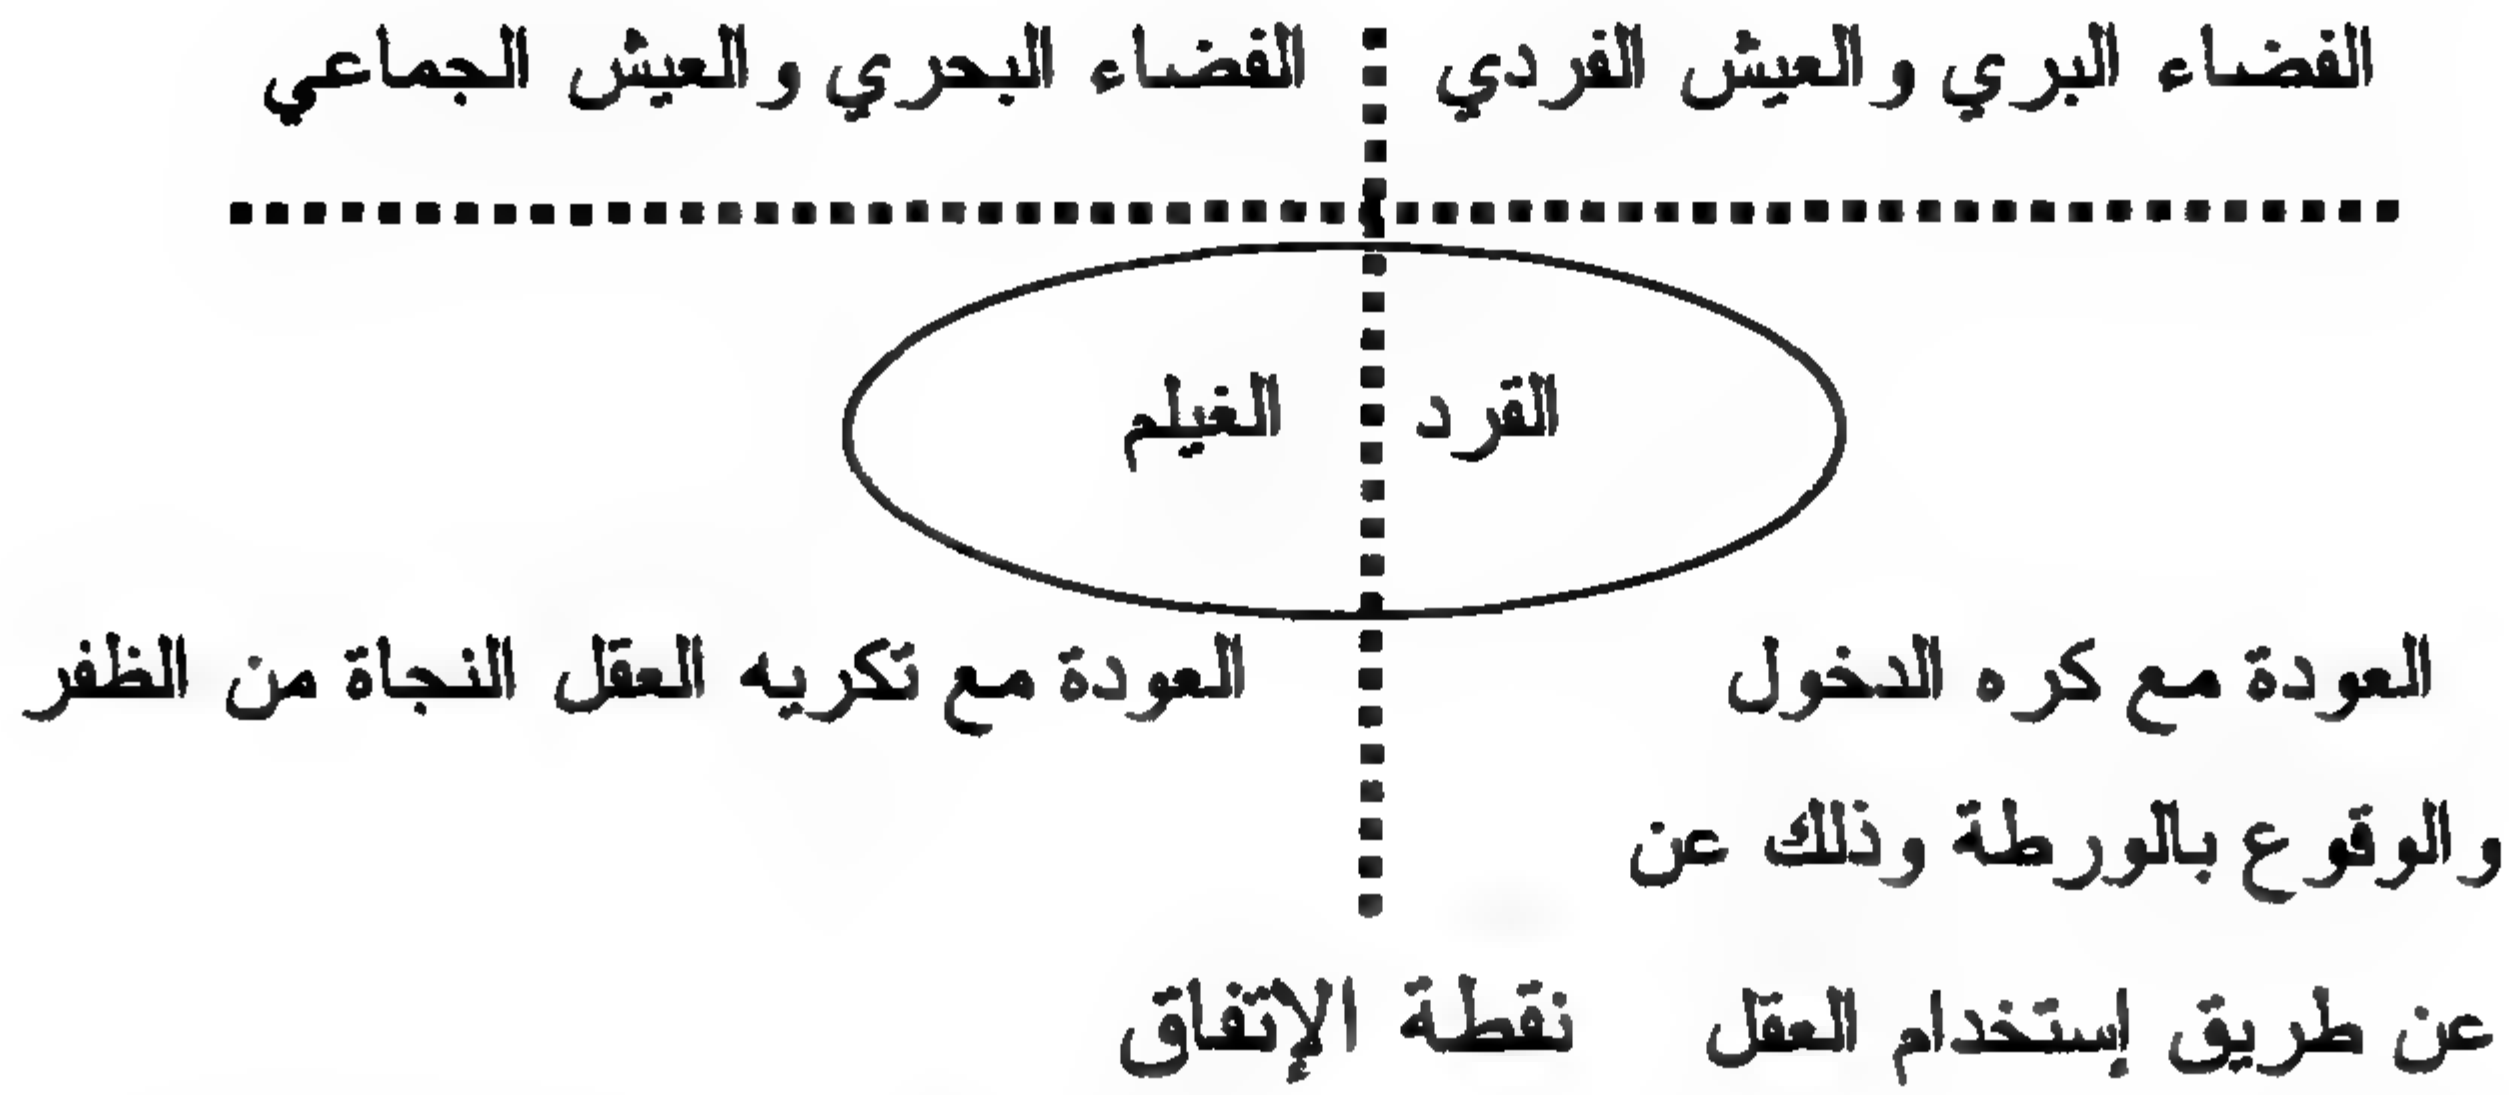 الفضاء البري والعيش الفردي
الفضاء البحري والعيش الجماعي
القرد
الغيلم
العودة مع كره الدخول
والوقوع بالورطة وذلك عن
عن طريق إستخدام العقل
العودة مع تكريه العقل النجاة من الظفر
نقطة الإتفاق